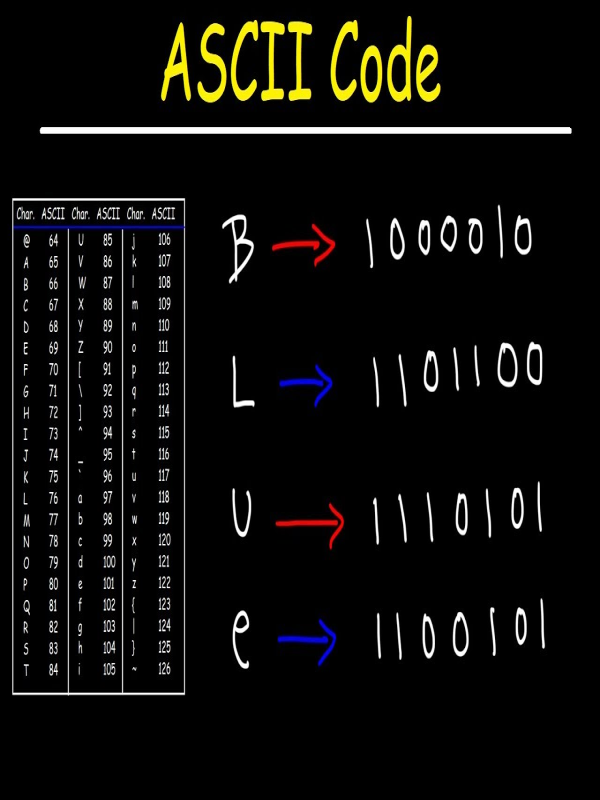 ASCII Code
Char. ASCII Char. ASCII Char. ASCII
@ 64 U 85 j 106
A 65 V 86 k 107
B 66 W 87 l 108
C 67 X 88 m 109
D 68 Y 89 n 110
E 69 Z 90 o 111
F 70 [ 91 p 112
G 71 \ 92 q 113
H 72 ] 93 r 114
I 73 ^ 94 s 115
J 74 _ 95 t 116
K 75 ` 96 u 117
L 76 a 97 v 118
M 77 b 98 w 119
N 78 c 99 x 120
O 79 d 100 y 121
P 80 e 101 z 122
Q 81 f 102 { 123
R 82 g 103 | 124
S 83 h 104 } 125
T 84 i 105 ~ 126
B → 1000010
L → 1101100
U → 1110101
e → 1100101